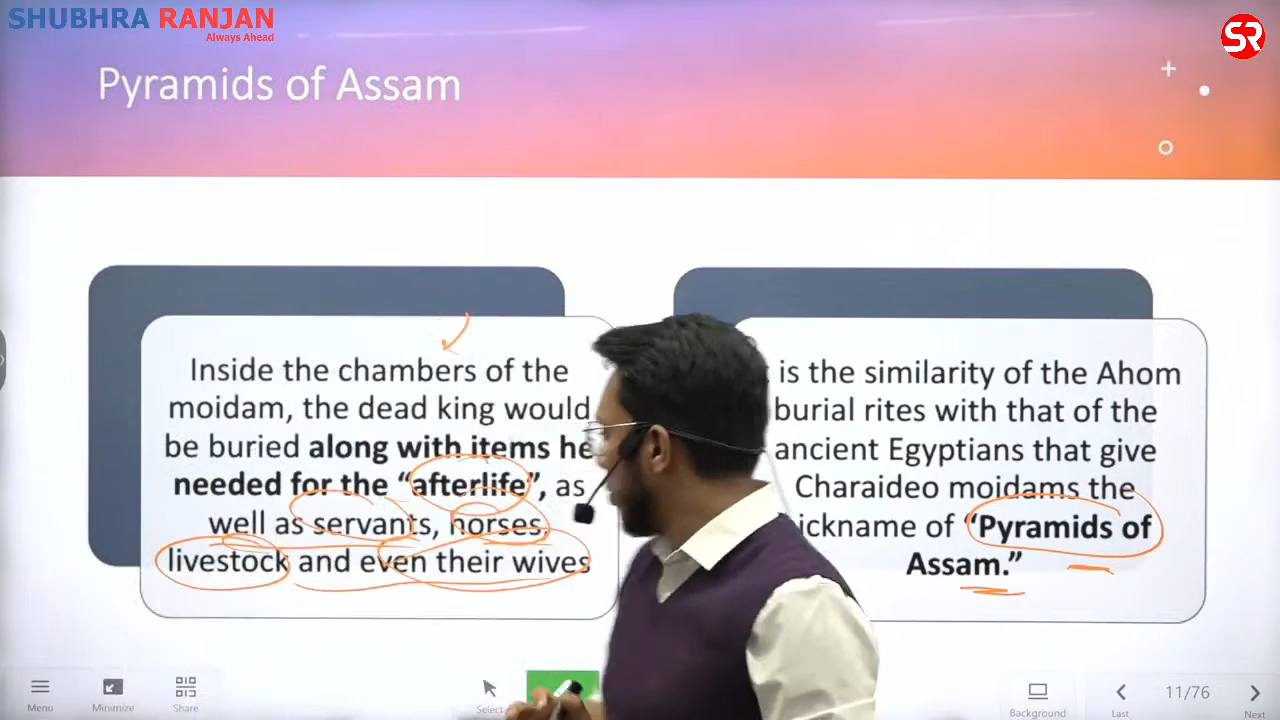 SHUBHRA RANJAN
Always Ahead
SR
Pyramids of Assam
Inside the chambers of the
moidam, the dead king would
be buried along with items he
needed for the “afterlife”, as
well as servants, horses,
livestock and even their wives
is the similarity of the Ahom
burial rites with that of the
ancient Egyptians that give
Charaideo moidams the
ickname of “Pyramids of
Assam.”
Menu
Minimize
Share
Select
Background
Last
11/76
Next